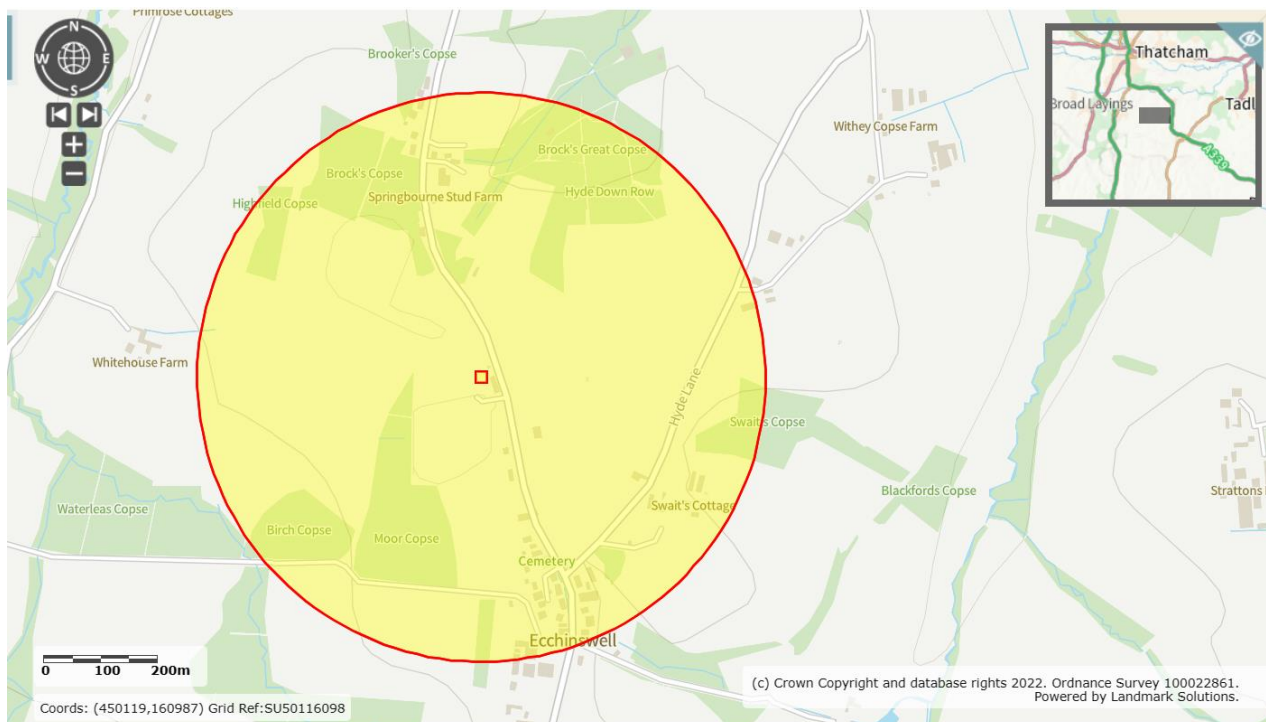 Primrose Cottages
N
W
E
S
Brooker's Copse
Thatcham
Broad Layings
Tadl
A339
Withey Copse Farm
Brock's Great Copse
Brock's Copse
Springbourne Stud Farm
Hyde Down Row
Highfield Copse
Whitehouse Farm
Hyde Lane
Swait's Copse
Blackfords Copse
Strattons
Swait's Cottage
Waterleas Copse
Birch Copse
Moor Copse
Cemetery
Ecchinswell
0 100 200m
(c) Crown Copyright and database rights 2022. Ordnance Survey 100022861.
Powered by Landmark Solutions.
Coords: (450119,160987) Grid Ref:SU50116098